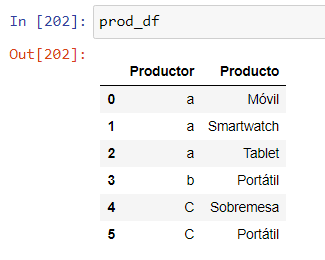 In [202]: prod_df
Out[202]:
Productor Producto
0 a Móvil
1 a Smartwatch
2 a Tablet
3 b Portátil
4 C Sobremesa
5 C Portátil